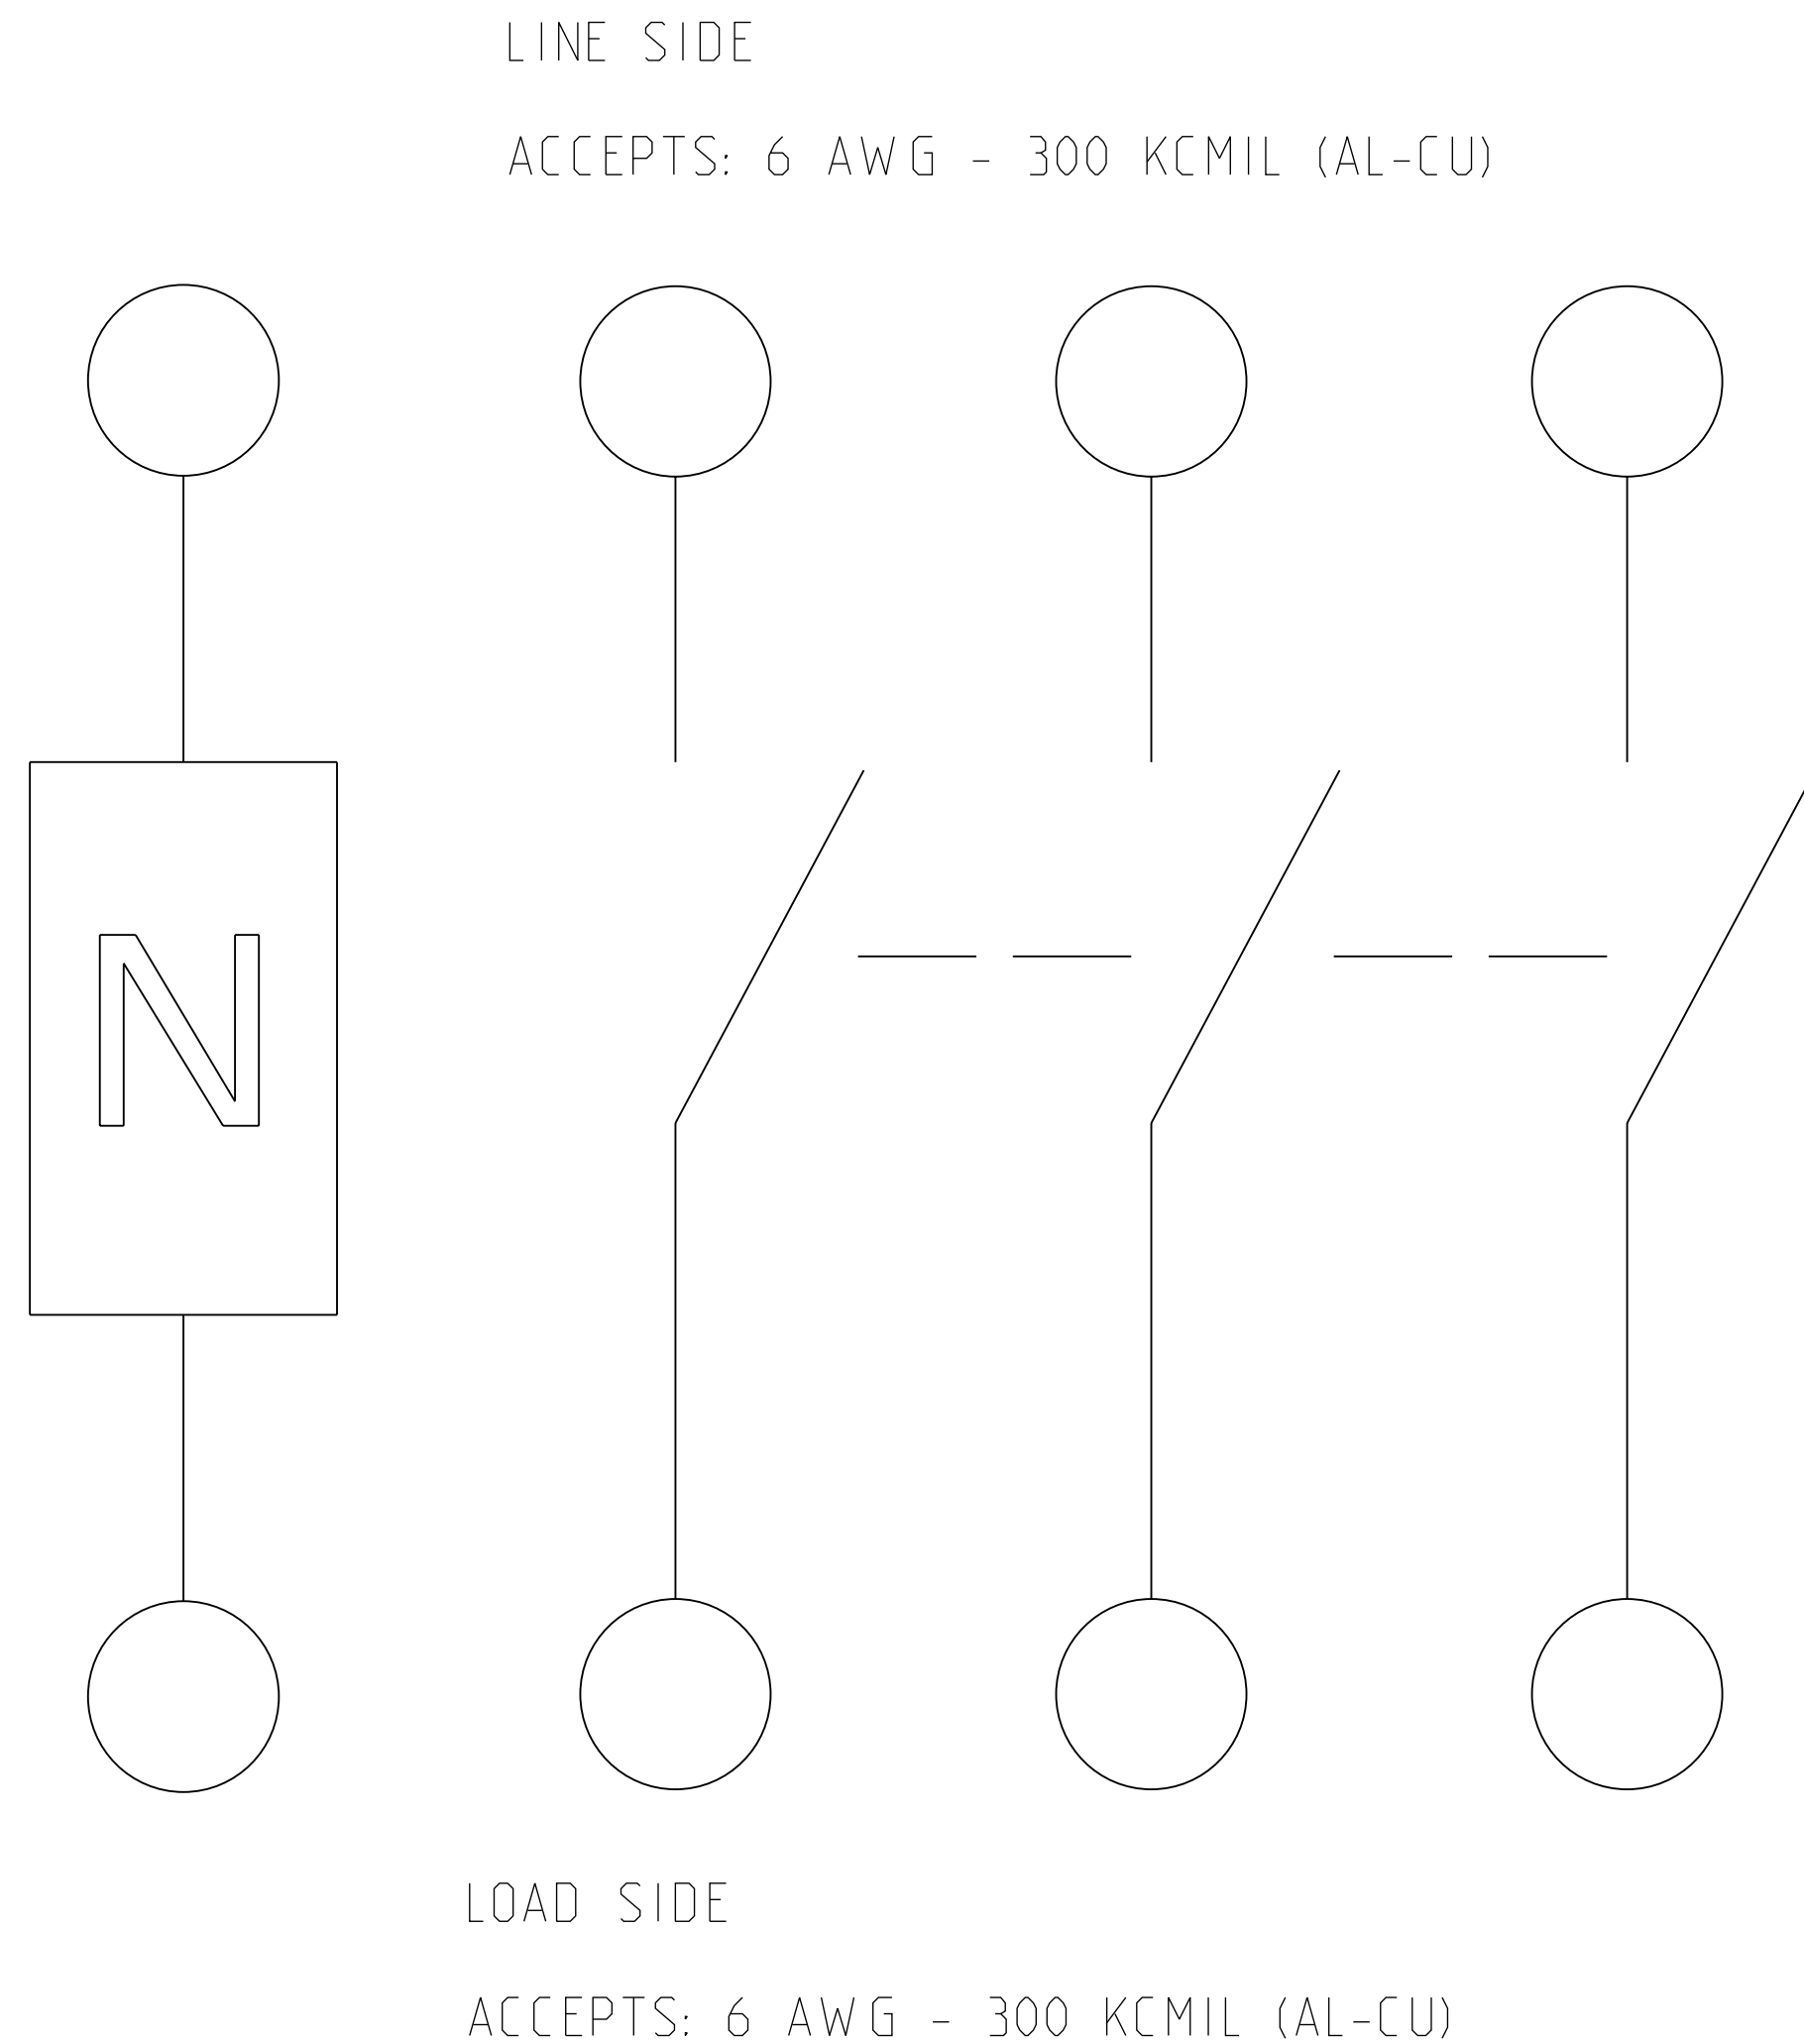 LINE SIDE
ACCEPTS: 6 AWG - 300 KCMIL (AL-CU)
N
LOAD SIDE
ACCEPTS: 6 AWG - 300 KCMIL (AL-CU)